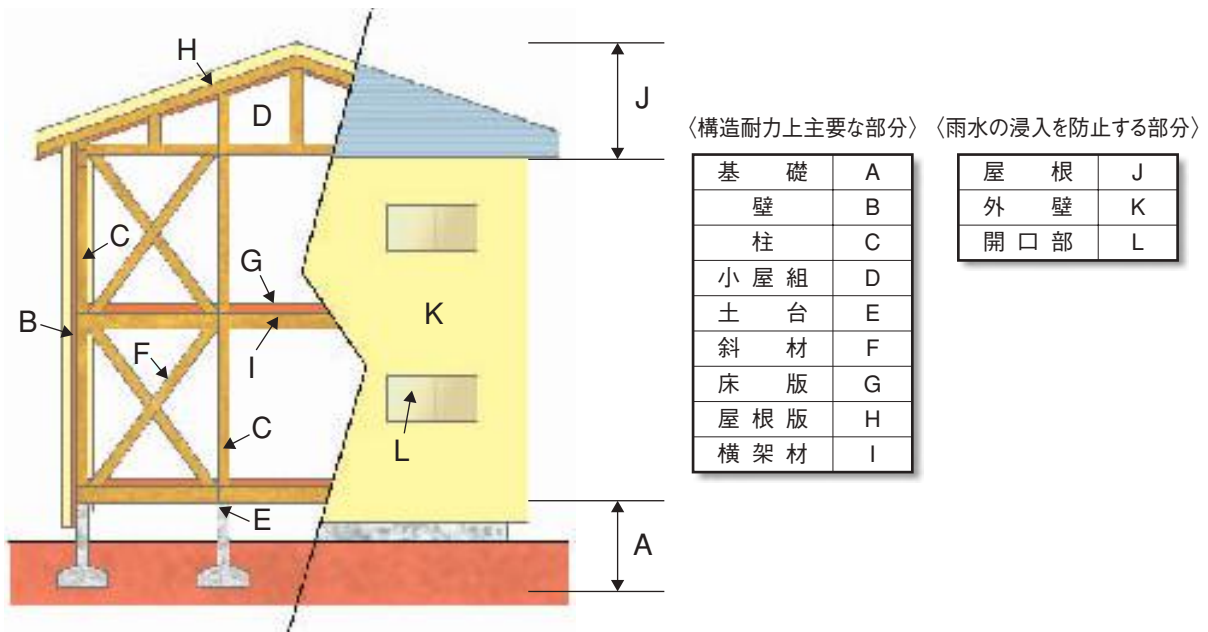 H
D
J
C
G
B
K
F
I
C
L
E
A
〈構造耐力上主要な部分〉
基礎 A
壁 B
柱 C
小屋組 D
土台 E
斜材 F
床版 G
屋根版 H
横架材 I
〈雨水の浸入を防止する部分〉
屋根 J
外壁 K
開口部 L